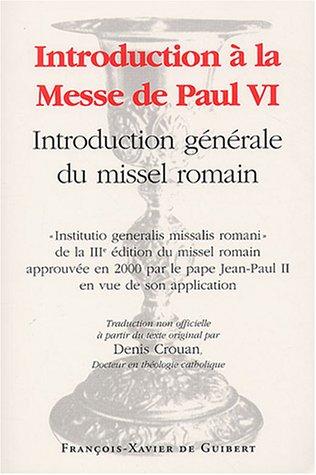 Introduction à la
Messe de Paul VI
Introduction générale
du missel romain
«Institutio generalis missalis romani»
de la IIIe édition du missel romain
approuvée en 2000 par le pape Jean-Paul II
en vue de son application
Traduction non officielle
à partir du texte original par
Denis Crouan,
Docteur en théologie catholique
François-Xavier de Guibert